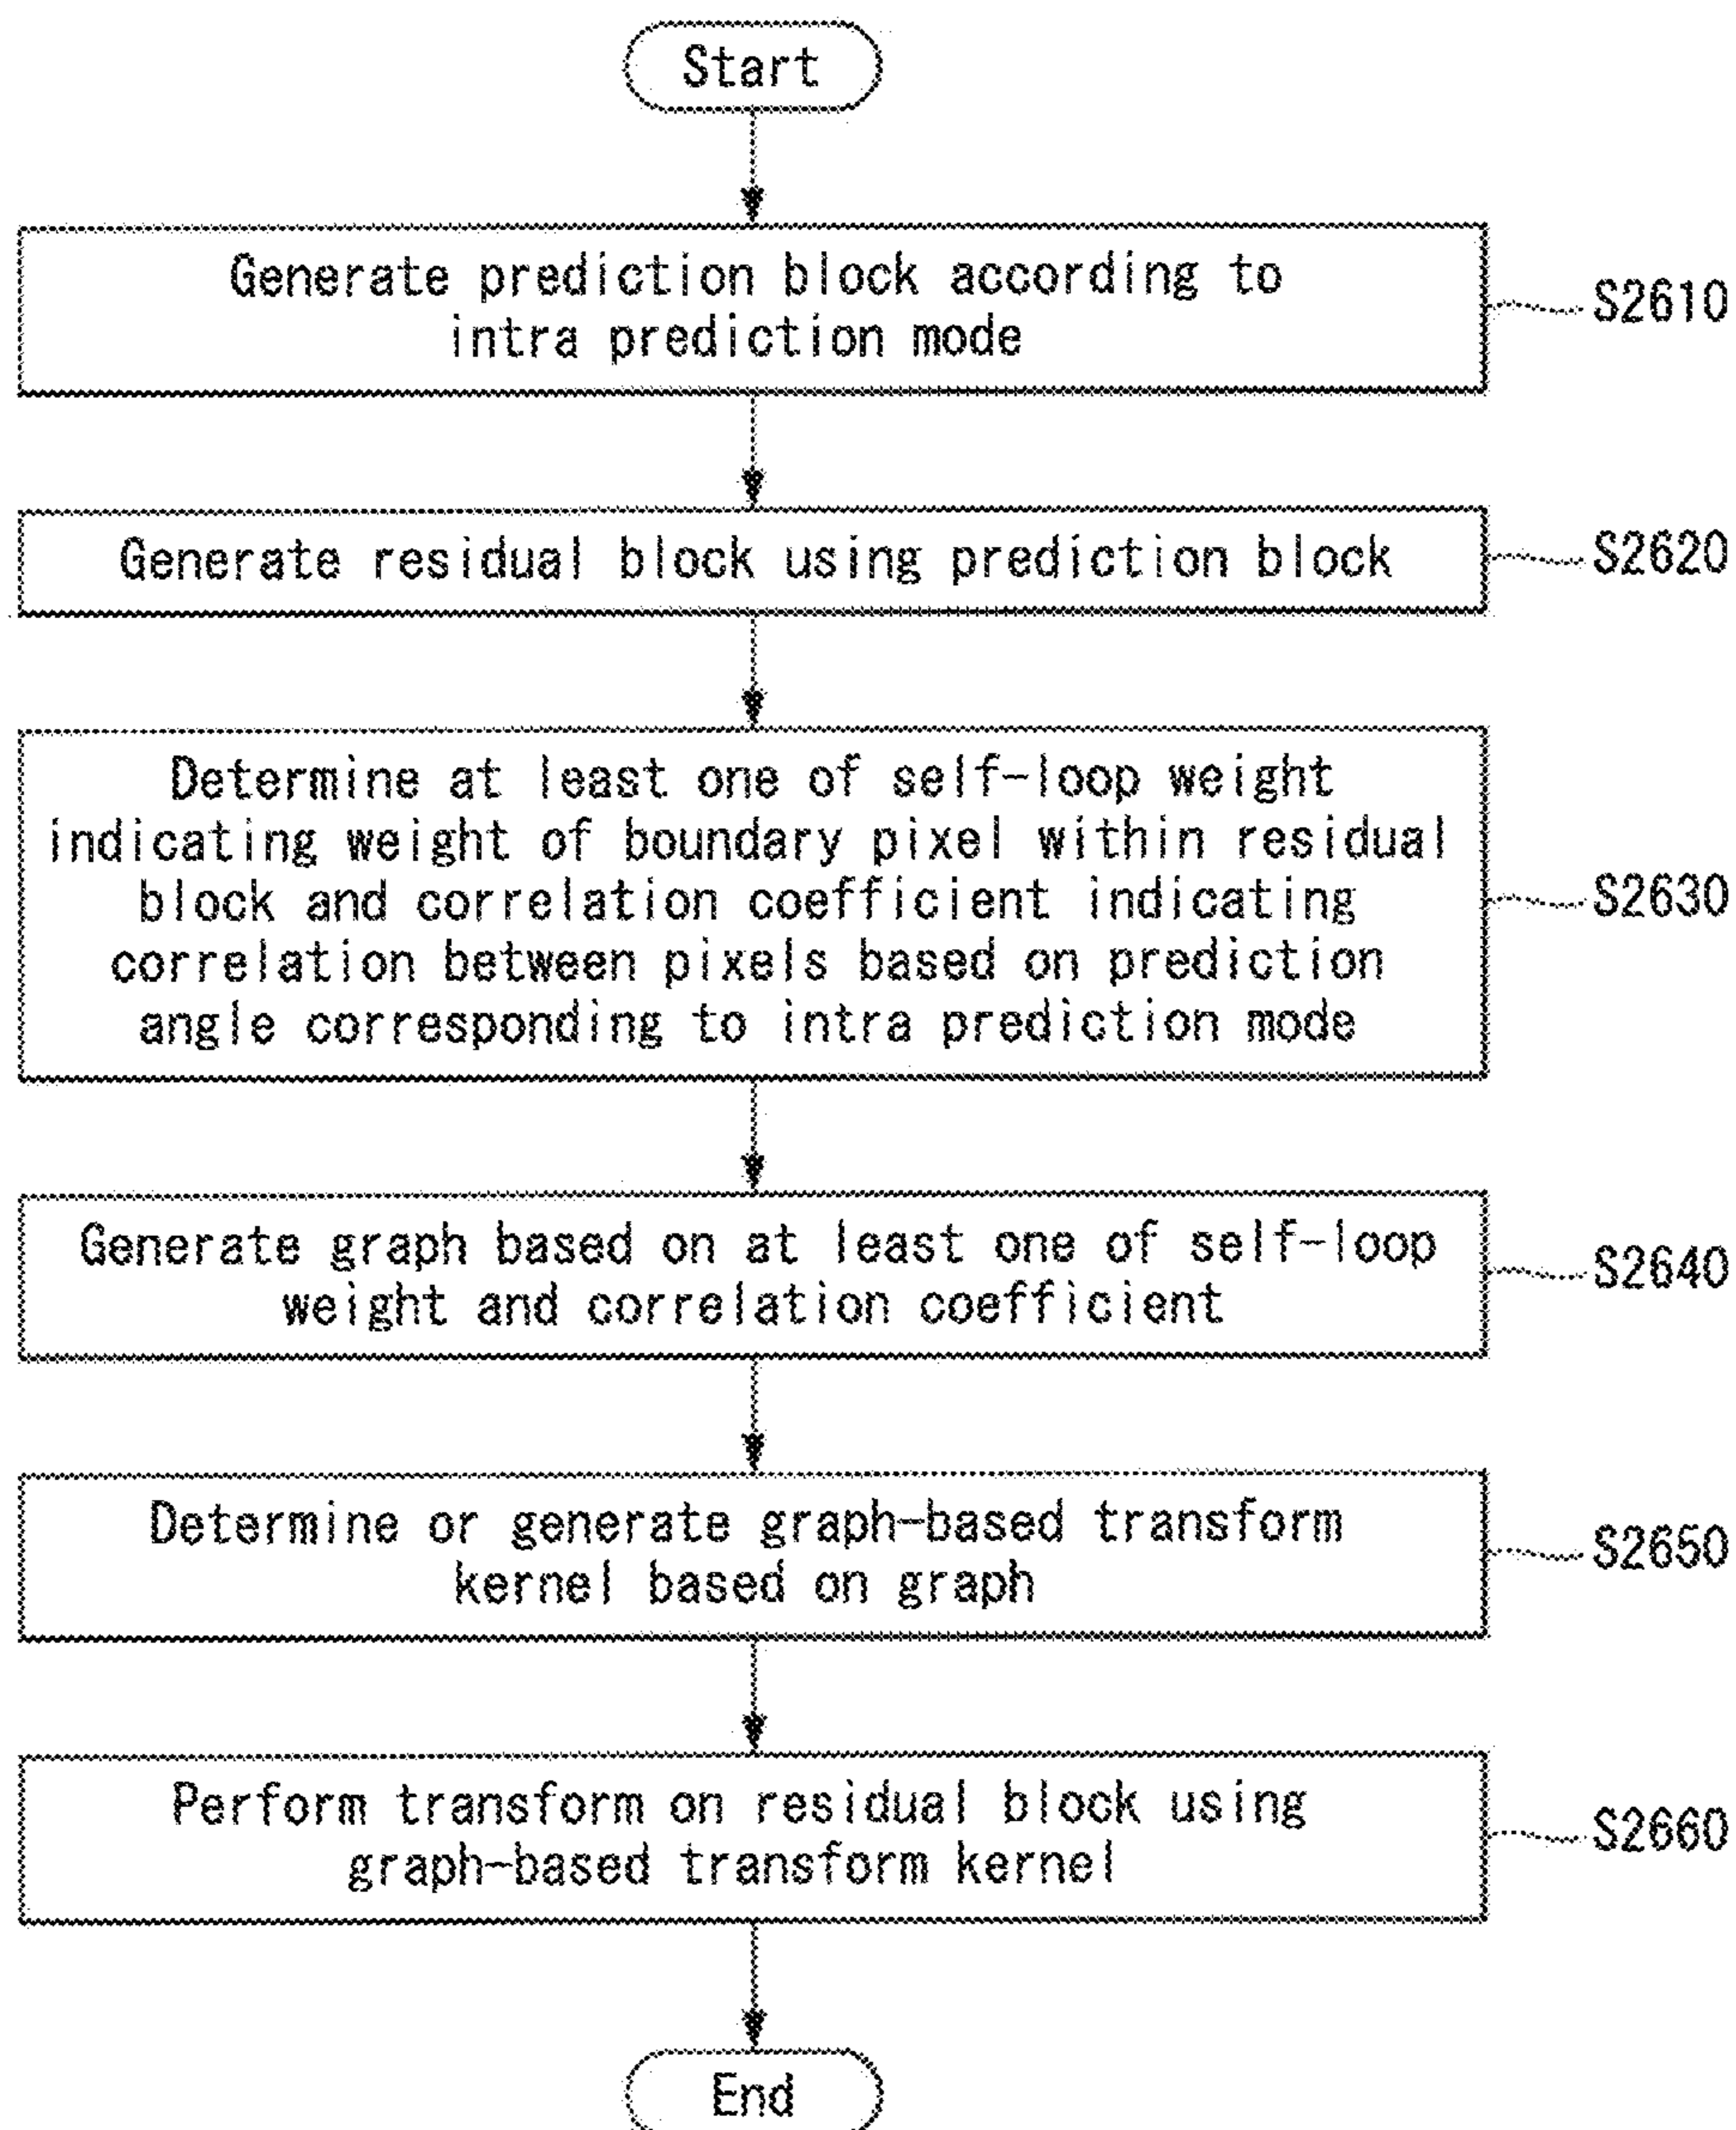 Start
Generate prediction block according to
intra prediction mode
S2610
Generate residual block using prediction block
S2620
Determine at least one of self-loop weight
indicating weight of boundary pixel within residual
block and correlation coefficient indicating
correlation between pixels based on prediction
angle corresponding to intra prediction mode
S2630
Generate graph based on at least one of self-loop
weight and correlation coefficient
S2640
Determine or generate graph-based transform
kernel based on graph
S2650
Perform transform on residual block using
graph-based transform kernel
S2660
End